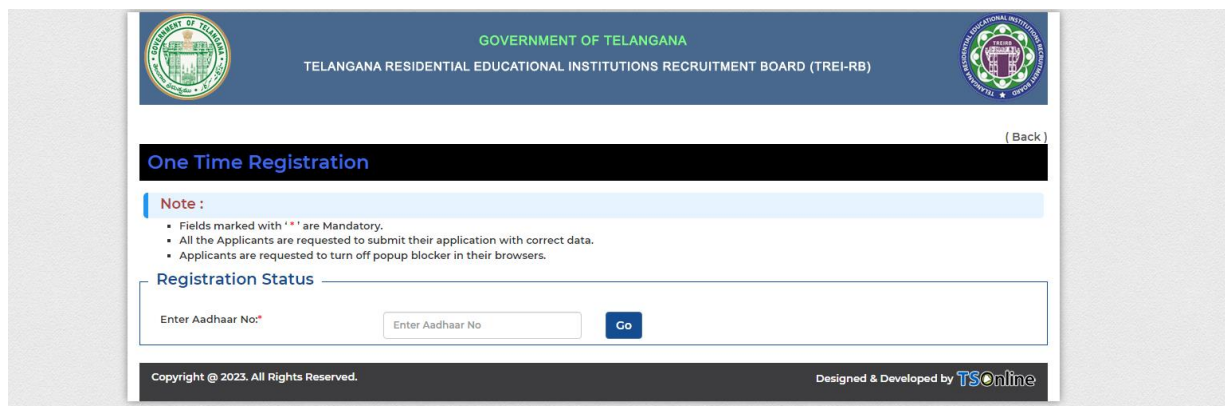 GOVERNMENT OF TELANGANA
TELANGANA RESIDENTIAL EDUCATIONAL INSTITUTIONS RECRUITMENT BOARD (TREI-RB)
( Back )
One Time Registration
Note :
Fields marked with ' * ' are Mandatory.
All the Applicants are requested to submit their application with correct data.
Applicants are requested to turn off popup blocker in their browsers.
Registration Status
Enter Aadhaar No:*
Enter Aadhaar No
Go
Copyright @ 2023. All Rights Reserved.
Designed & Developed by TSOnline